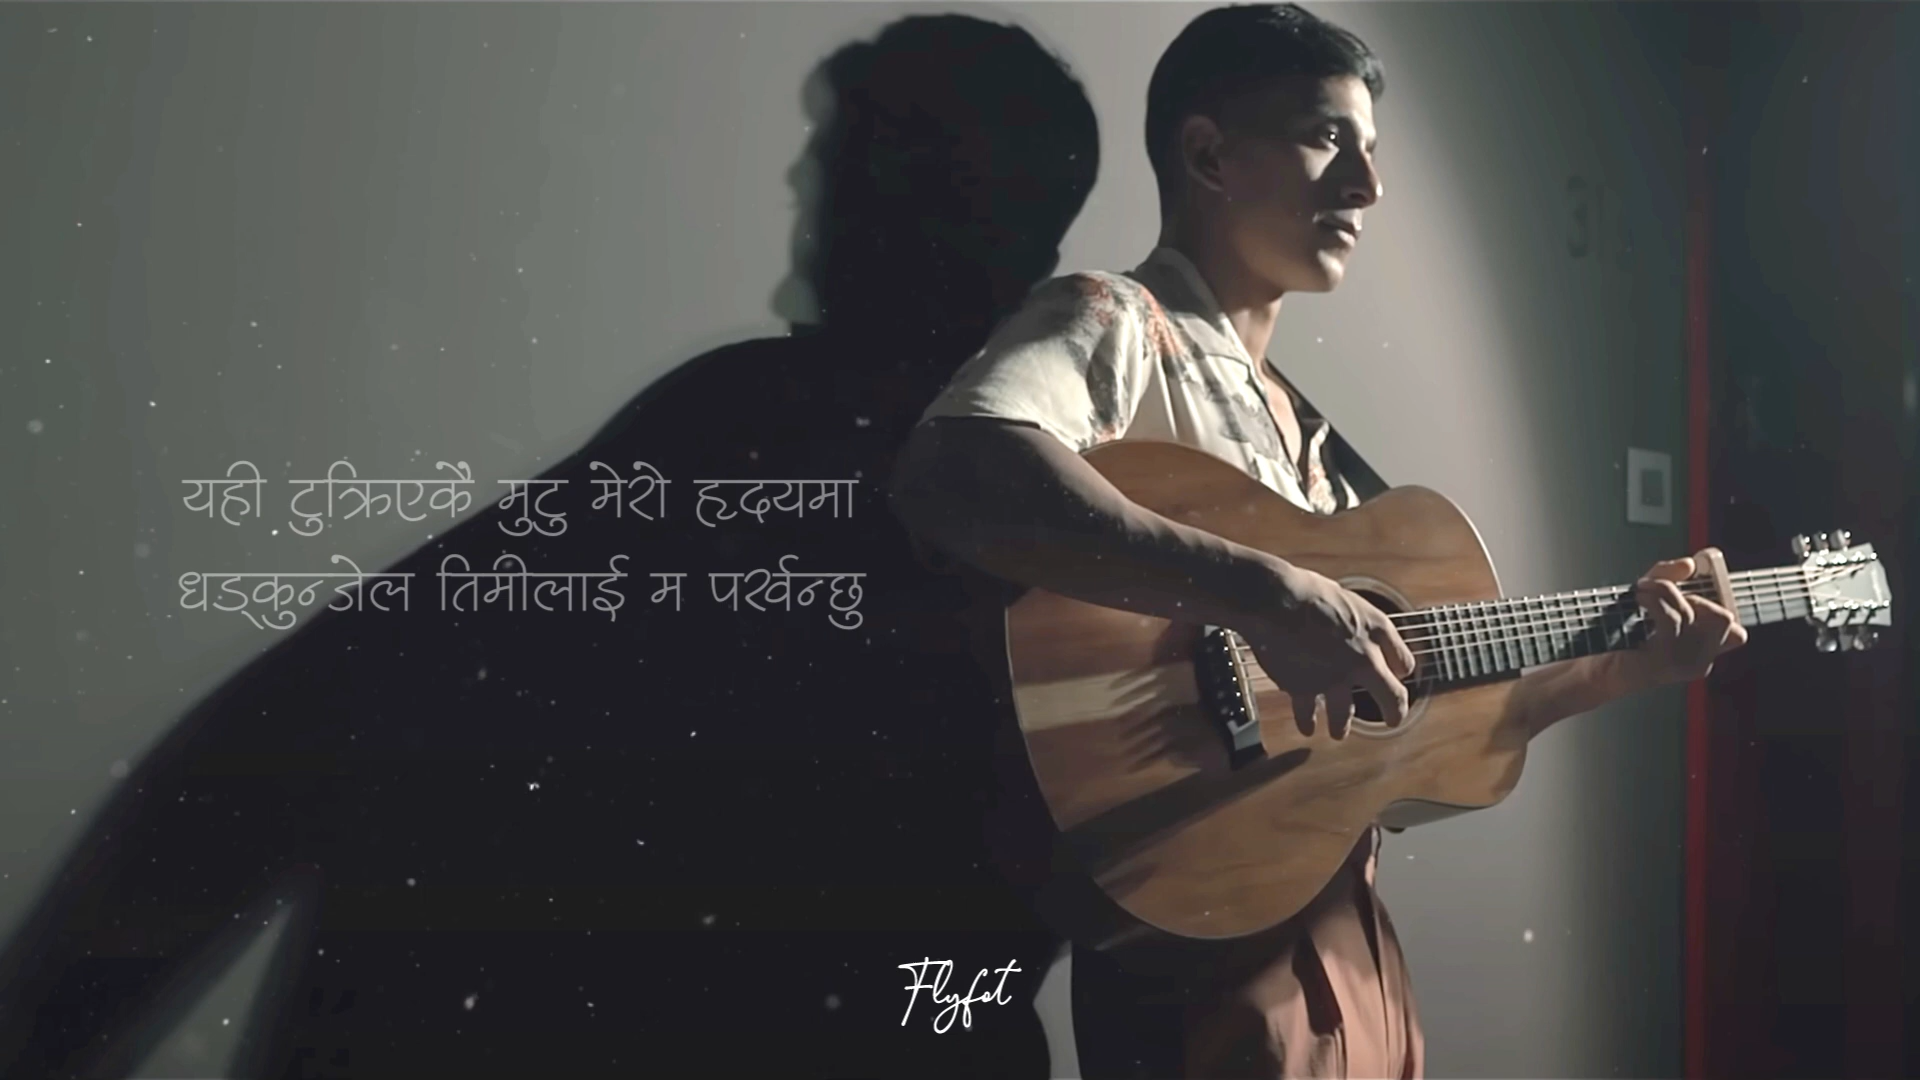 यही टुक्रिएकै मुटु मेरो हृदयमा
धड्कुन्जेल तिमीलाई म पर्खन्छु
Flyfot